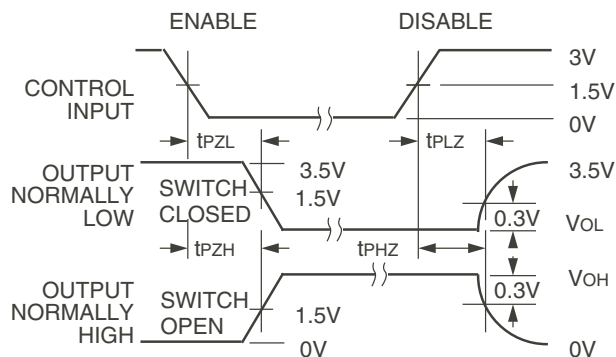 ENABLE
DISABLE
CONTROL
INPUT
3V
1.5V
0V
tPZL
tPLZ
OUTPUT
NORMALLY
LOW
SWITCH
CLOSED
3.5V
1.5V
3.5V
0.3V
VOL
tPZH
tPHZ
OUTPUT
NORMALLY
HIGH
SWITCH
OPEN
1.5V
0V
0.3V
VOH
0V